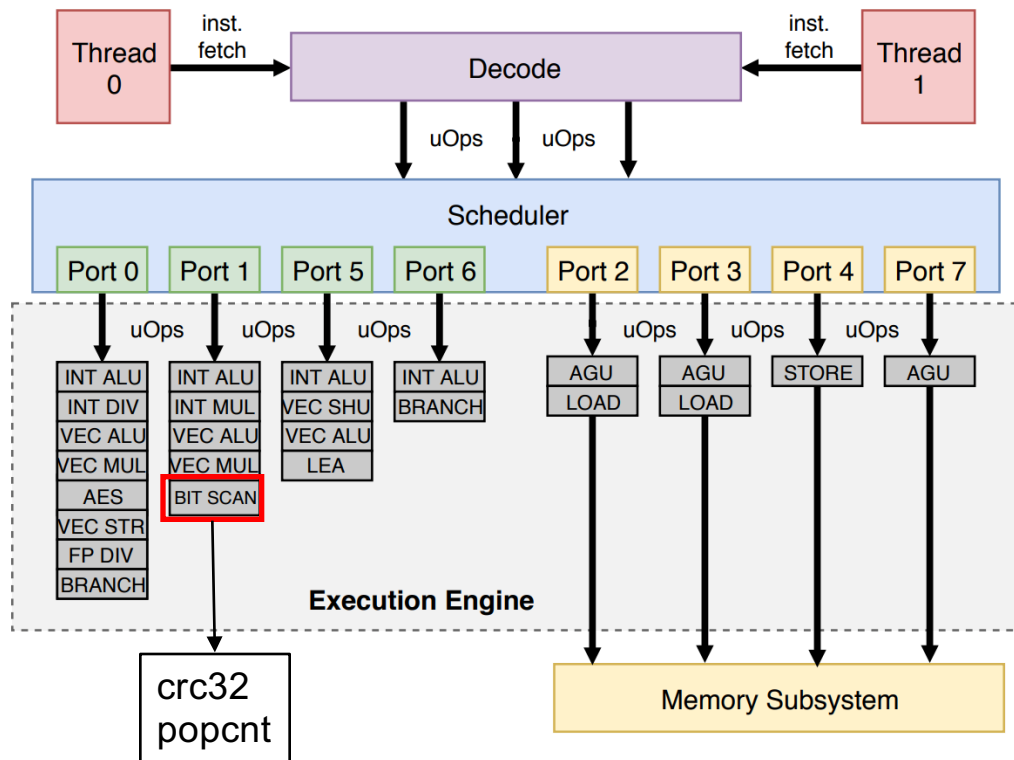 Thread
0
inst.
fetch
Decode
inst.
fetch
Thread
1
uOps
uOps
Scheduler
Port 0
Port 1
Port 5
Port 6
Port 2
Port 3
Port 4
Port 7
uOps
uOps
uOps
uOps
uOps
uOps
INT ALU
INT DIV
VEC ALU
VEC MUL
AES
VEC STR
FP DIV
BRANCH
INT ALU
INT MUL
VEC ALU
VEC MUL
BIT SCAN
INT ALU
VEC SHU
VEC ALU
LEA
INT ALU
BRANCH
AGU
LOAD
AGU
LOAD
STORE
AGU
Execution Engine
crc32
popcnt
Memory Subsystem